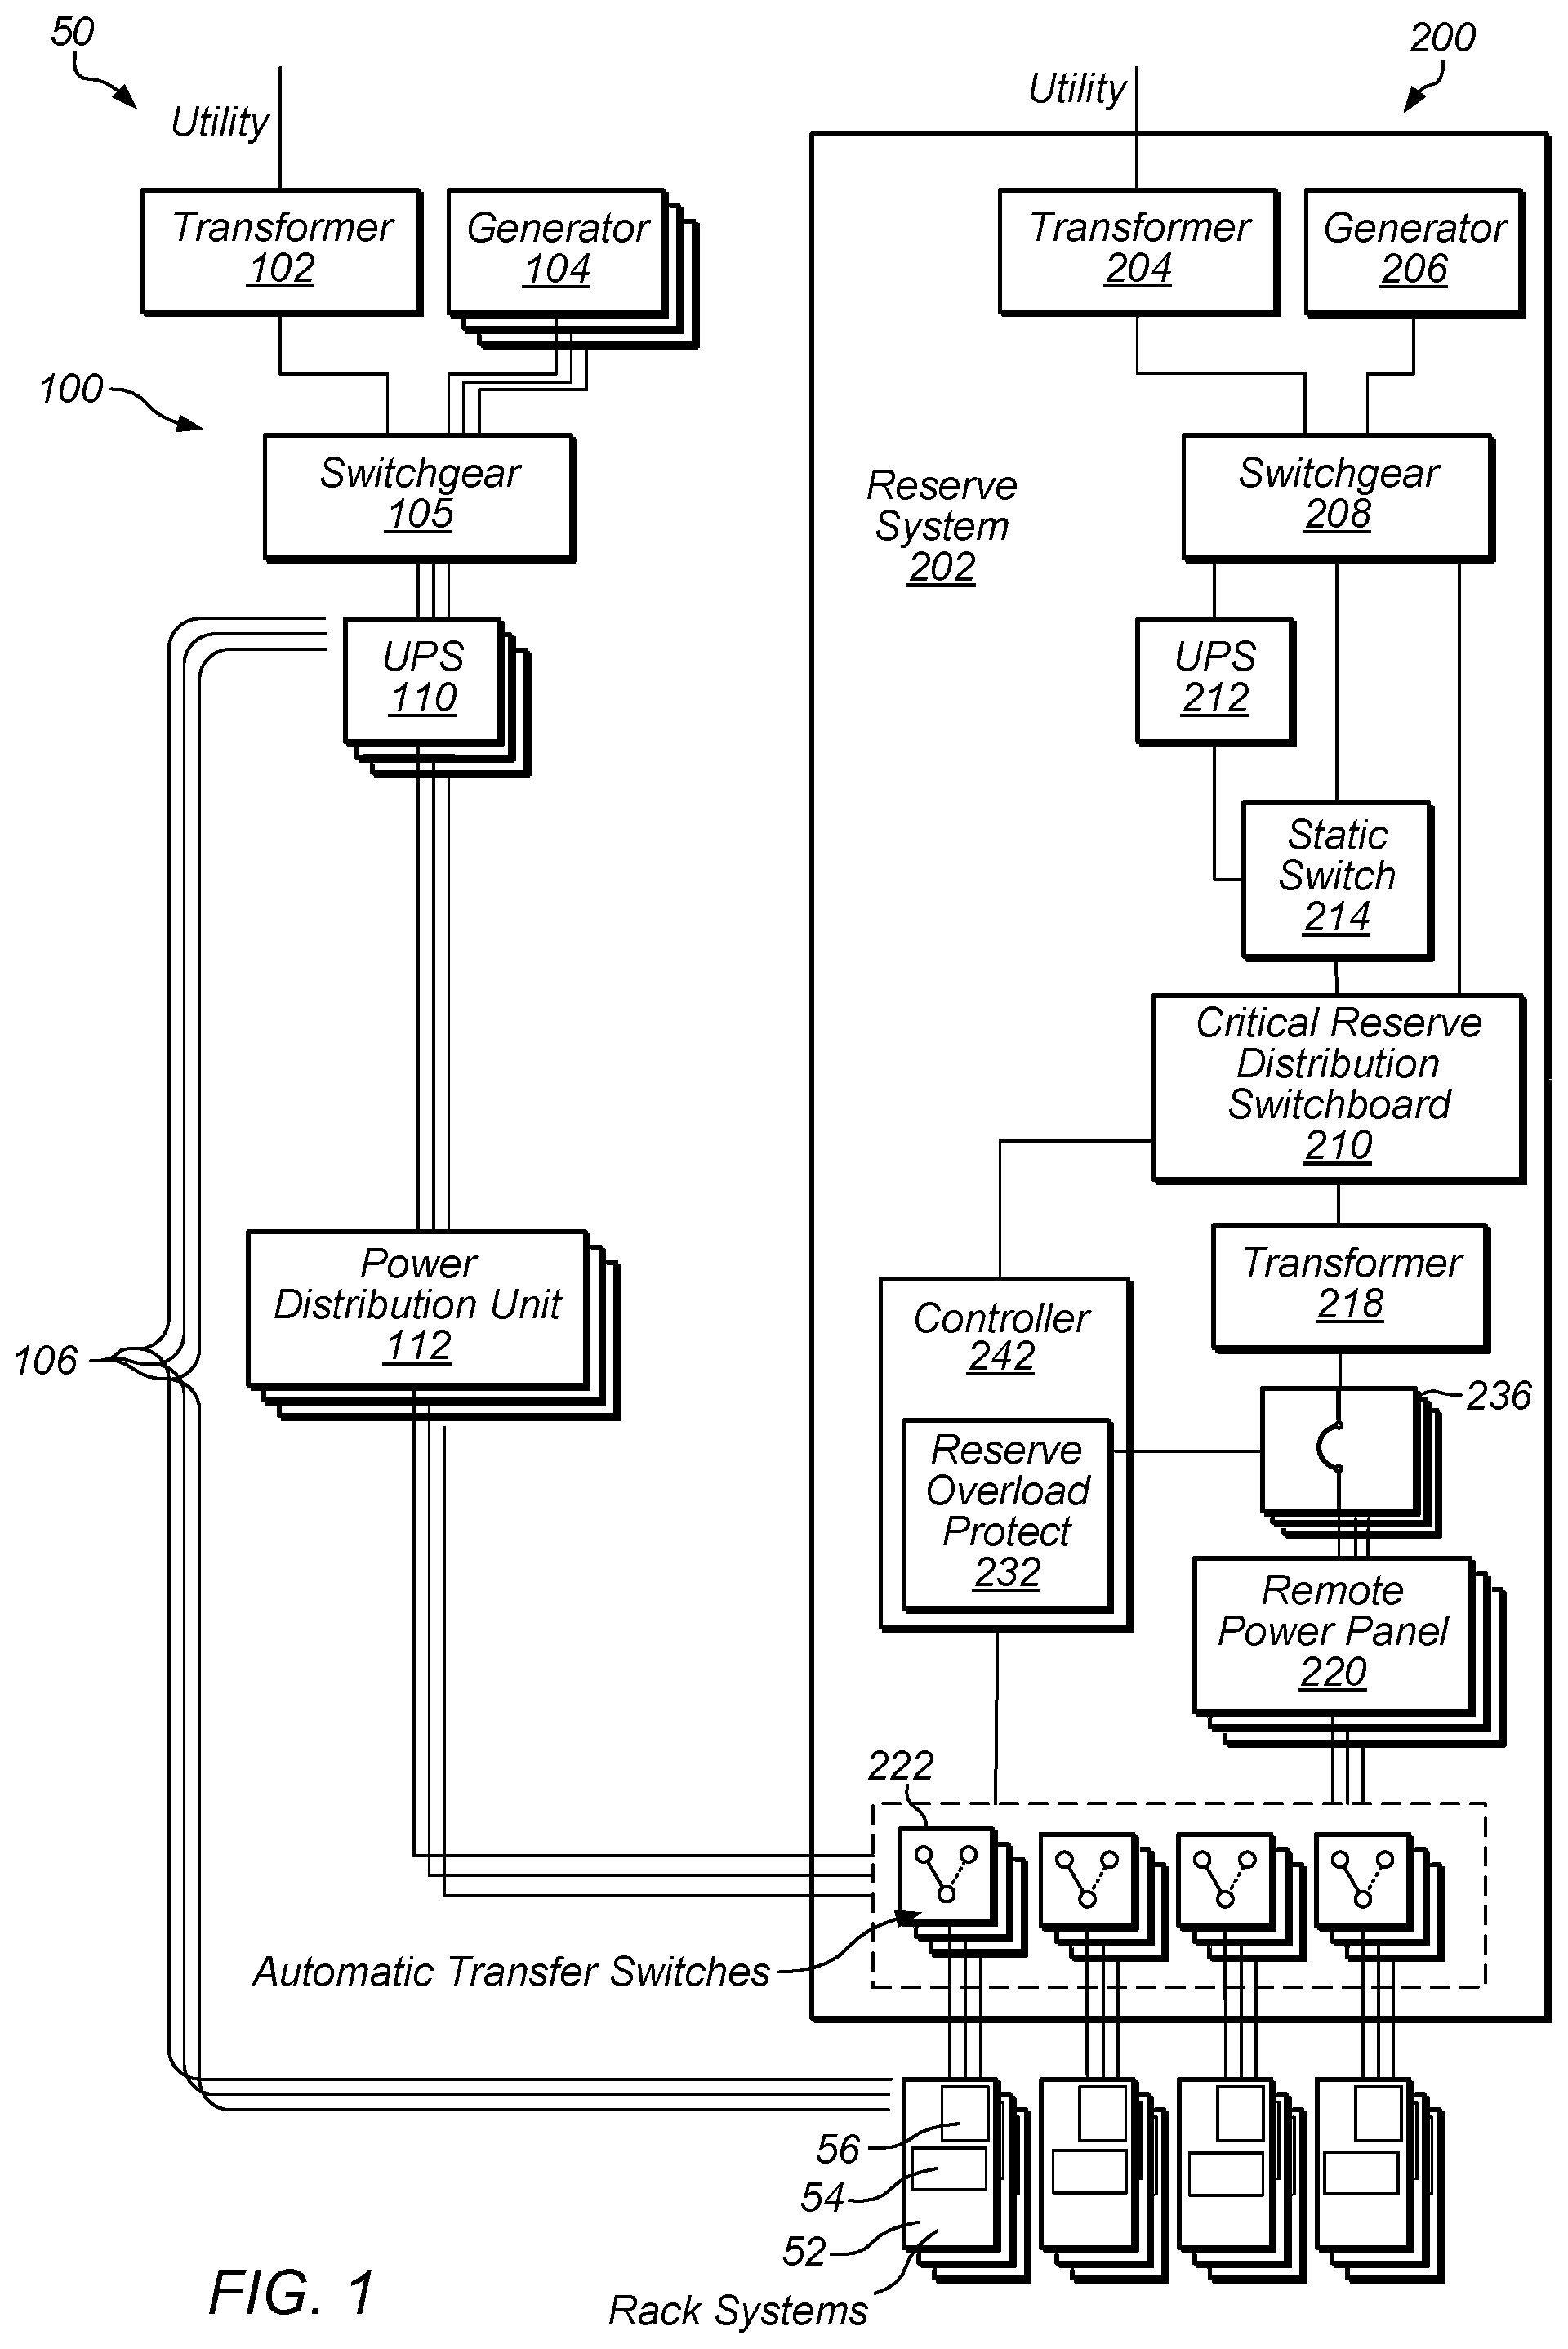 50
200
Utility
Utility
Transformer
102
Generator
104
Transformer
204
Generator
206
100
Switchgear
105
Reserve
System
202
Switchgear
208
UPS
110
UPS
212
Static
Switch
214
Critical Reserve
Distribution
Switchboard
210
Power
Distribution Unit
112
106
Controller
242
Transformer
218
236
Reserve
Overload
Protect
232
Remote
Power Panel
220
222
Automatic Transfer Switches
56
54
52
Rack Systems
FIG. 1